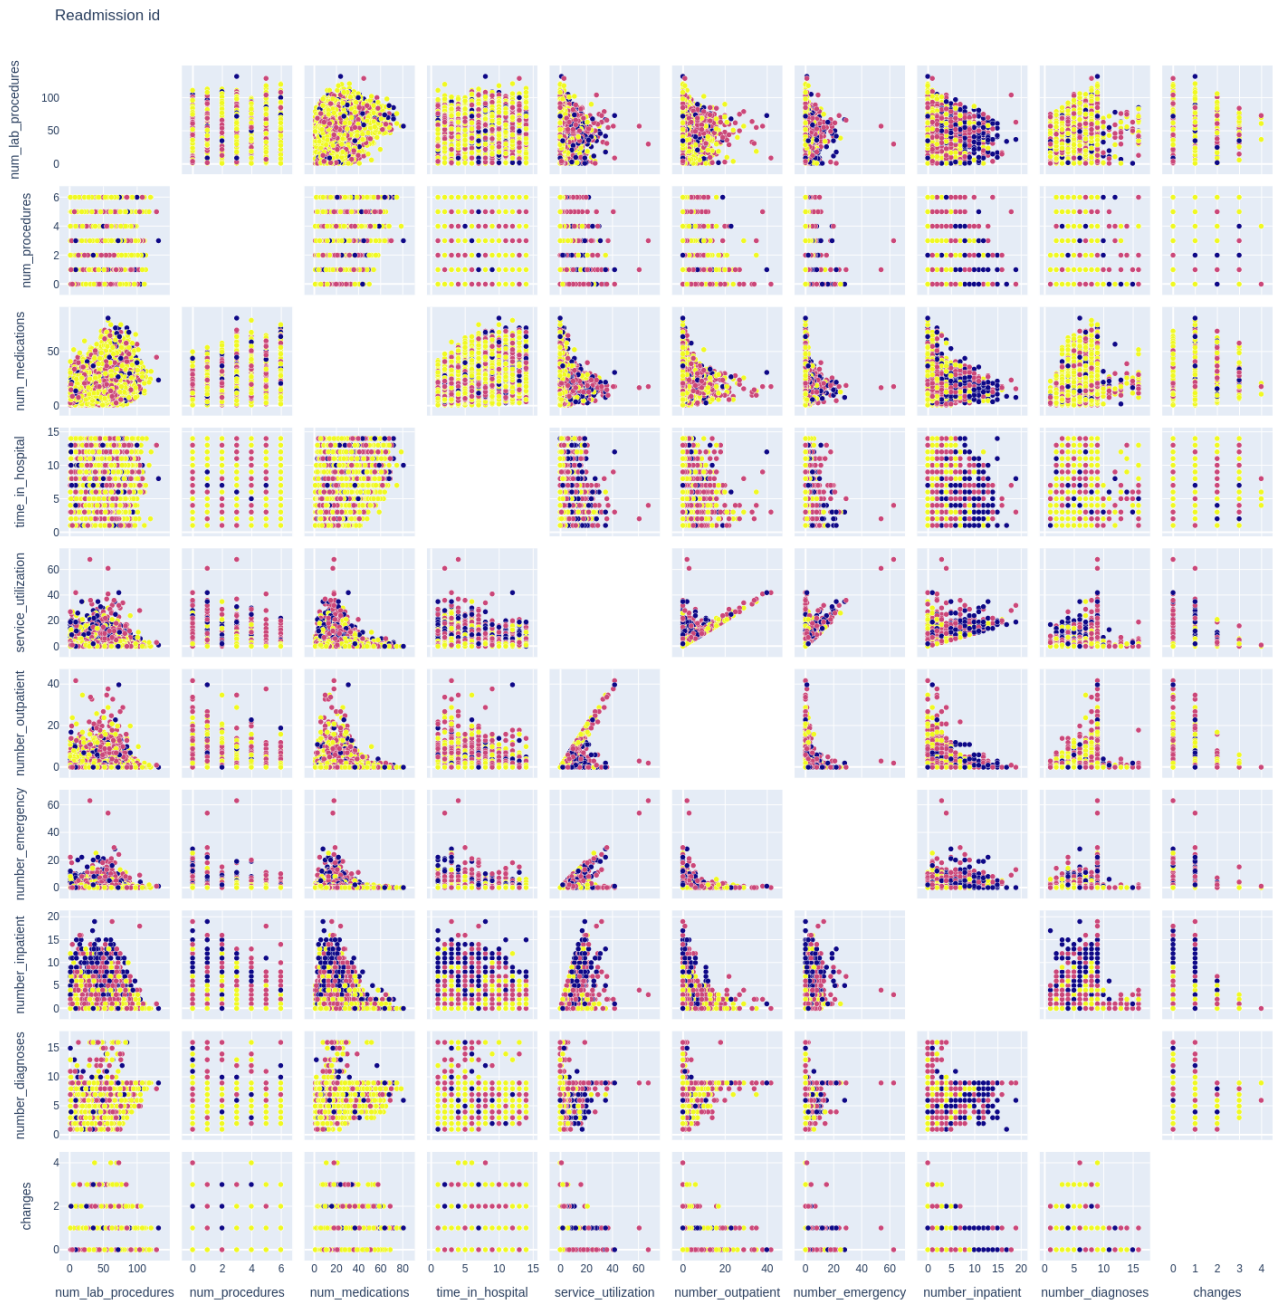 Readmission id
num_lab_procedures
100
50
0
num_procedures
6
4
2
0
num_medications
50
0
time_in_hospital
15
10
5
0
service_utilization
60
40
20
0
number_outpatient
40
20
0
number_emergency
60
40
20
0
number_inpatient
20
15
10
5
0
number_diagnoses
15
10
5
0
changes
4
2
0
0 50 100 0 2 4 6 0 20 40 60 80 0 5 10 15 0 20 40 60 0 10 20 30 40 0 20 40 60 0 5 10 15 20 0 5 10 15 0 1 2 3 4
num_lab_procedures num_procedures num_medications time_in_hospital service_utilization number_outpatient number_emergency number_inpatient number_diagnoses changes